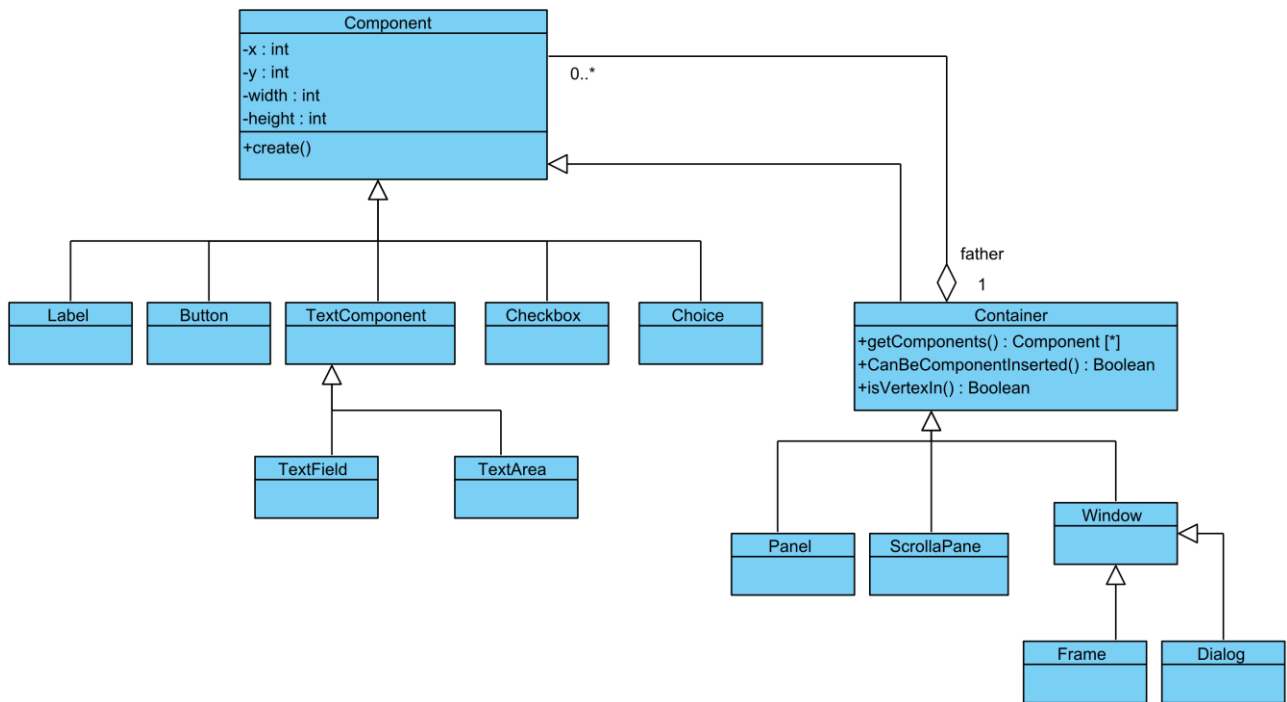 Component
-x : int
-y : int
-width : int
-height : int
+create()
0..*
father
1
Label
Button
TextComponent
Checkbox
Choice
Container
+getComponents() : Component [*]
+CanBeComponentInserted() : Boolean
+isVertexIn() : Boolean
TextField
TextArea
Panel
ScrollaPane
Window
Frame
Dialog